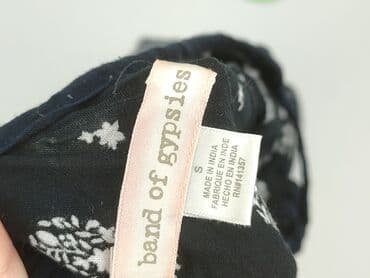 band of gypsies
S
MADE IN INDIA
FABRIQUE EN INDE
HECHO EN INDIA
RN#141357